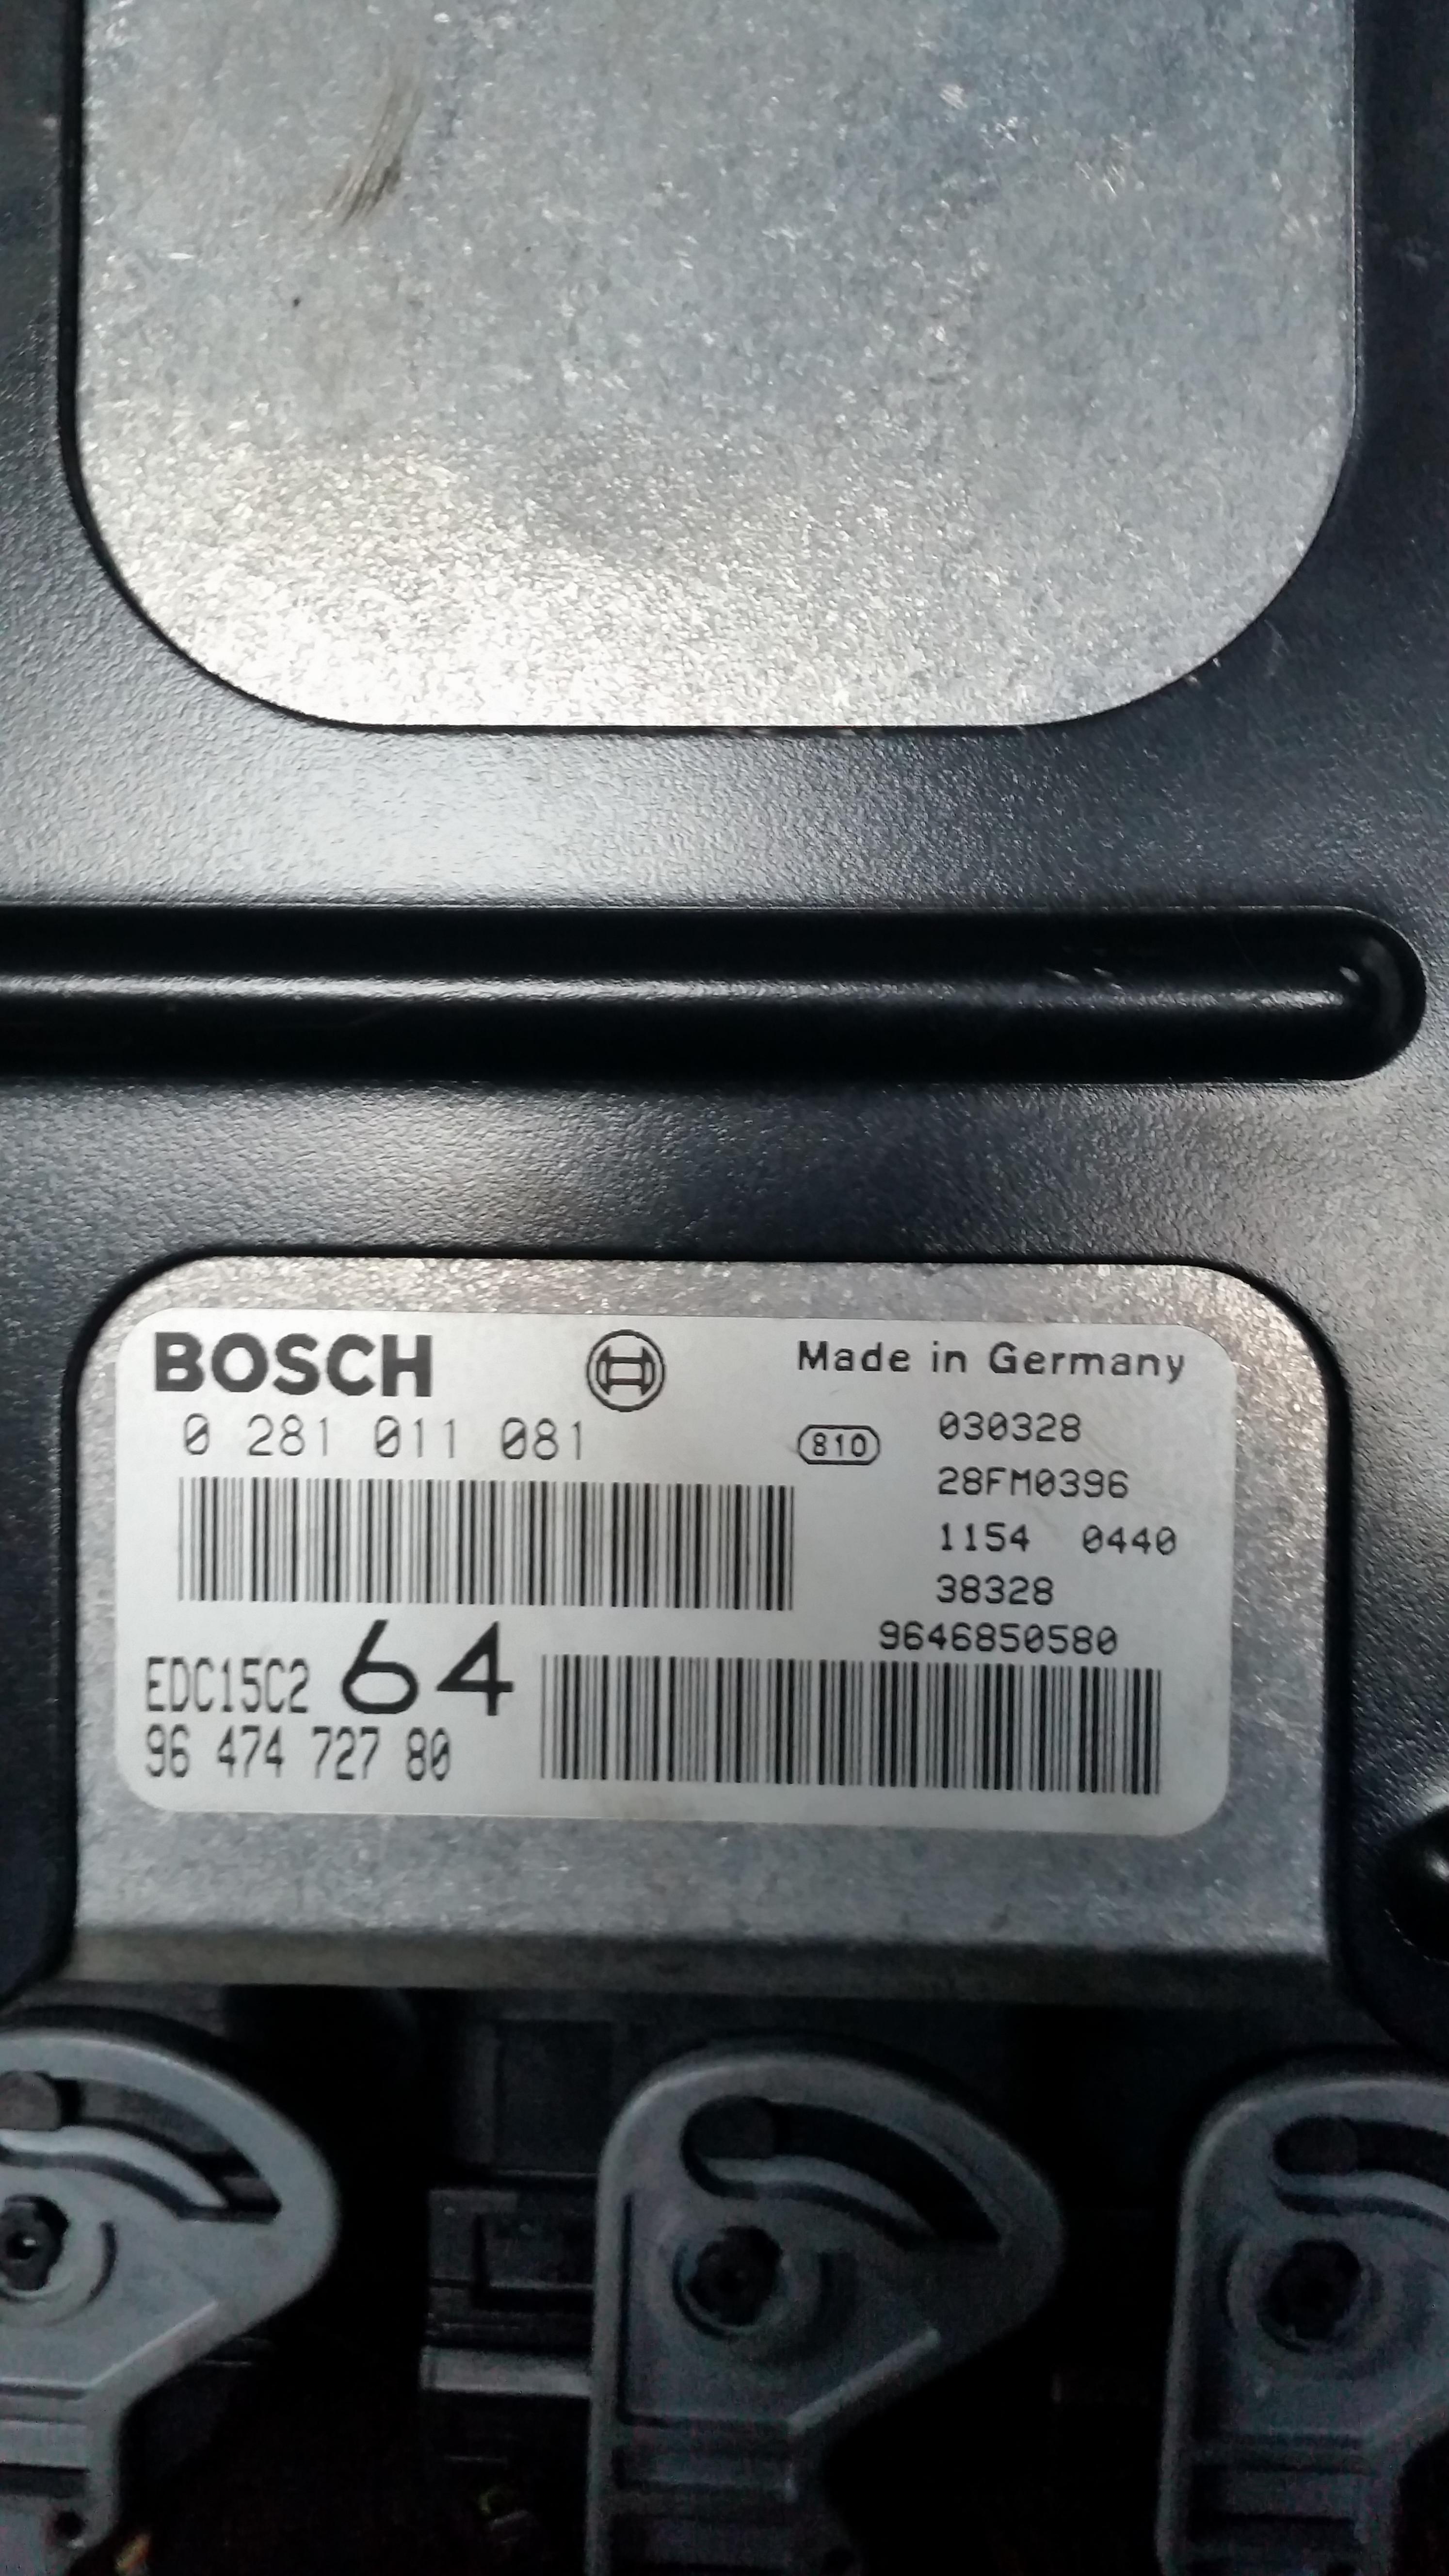 BOSCH
Made in Germany
0 281 011 081
810
030328
28FM0396
1154 0440
38328
9646850580
EDC15C2 64
96 474 727 80